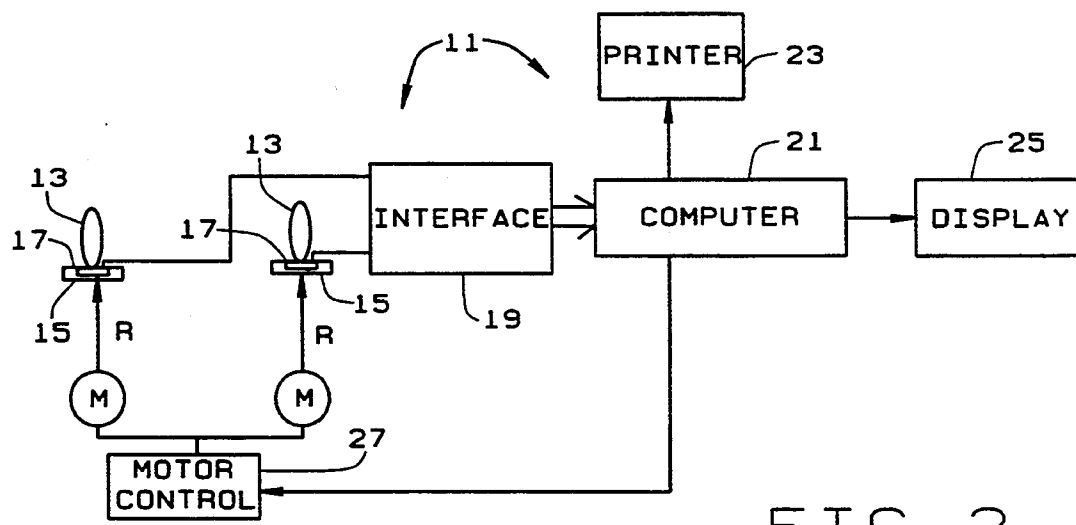 11
PRINTER
23
13
13
21
25
17
17
INTERFACE
COMPUTER
DISPLAY
15
15
19
R
R
M
M
27
MOTOR
CONTROL